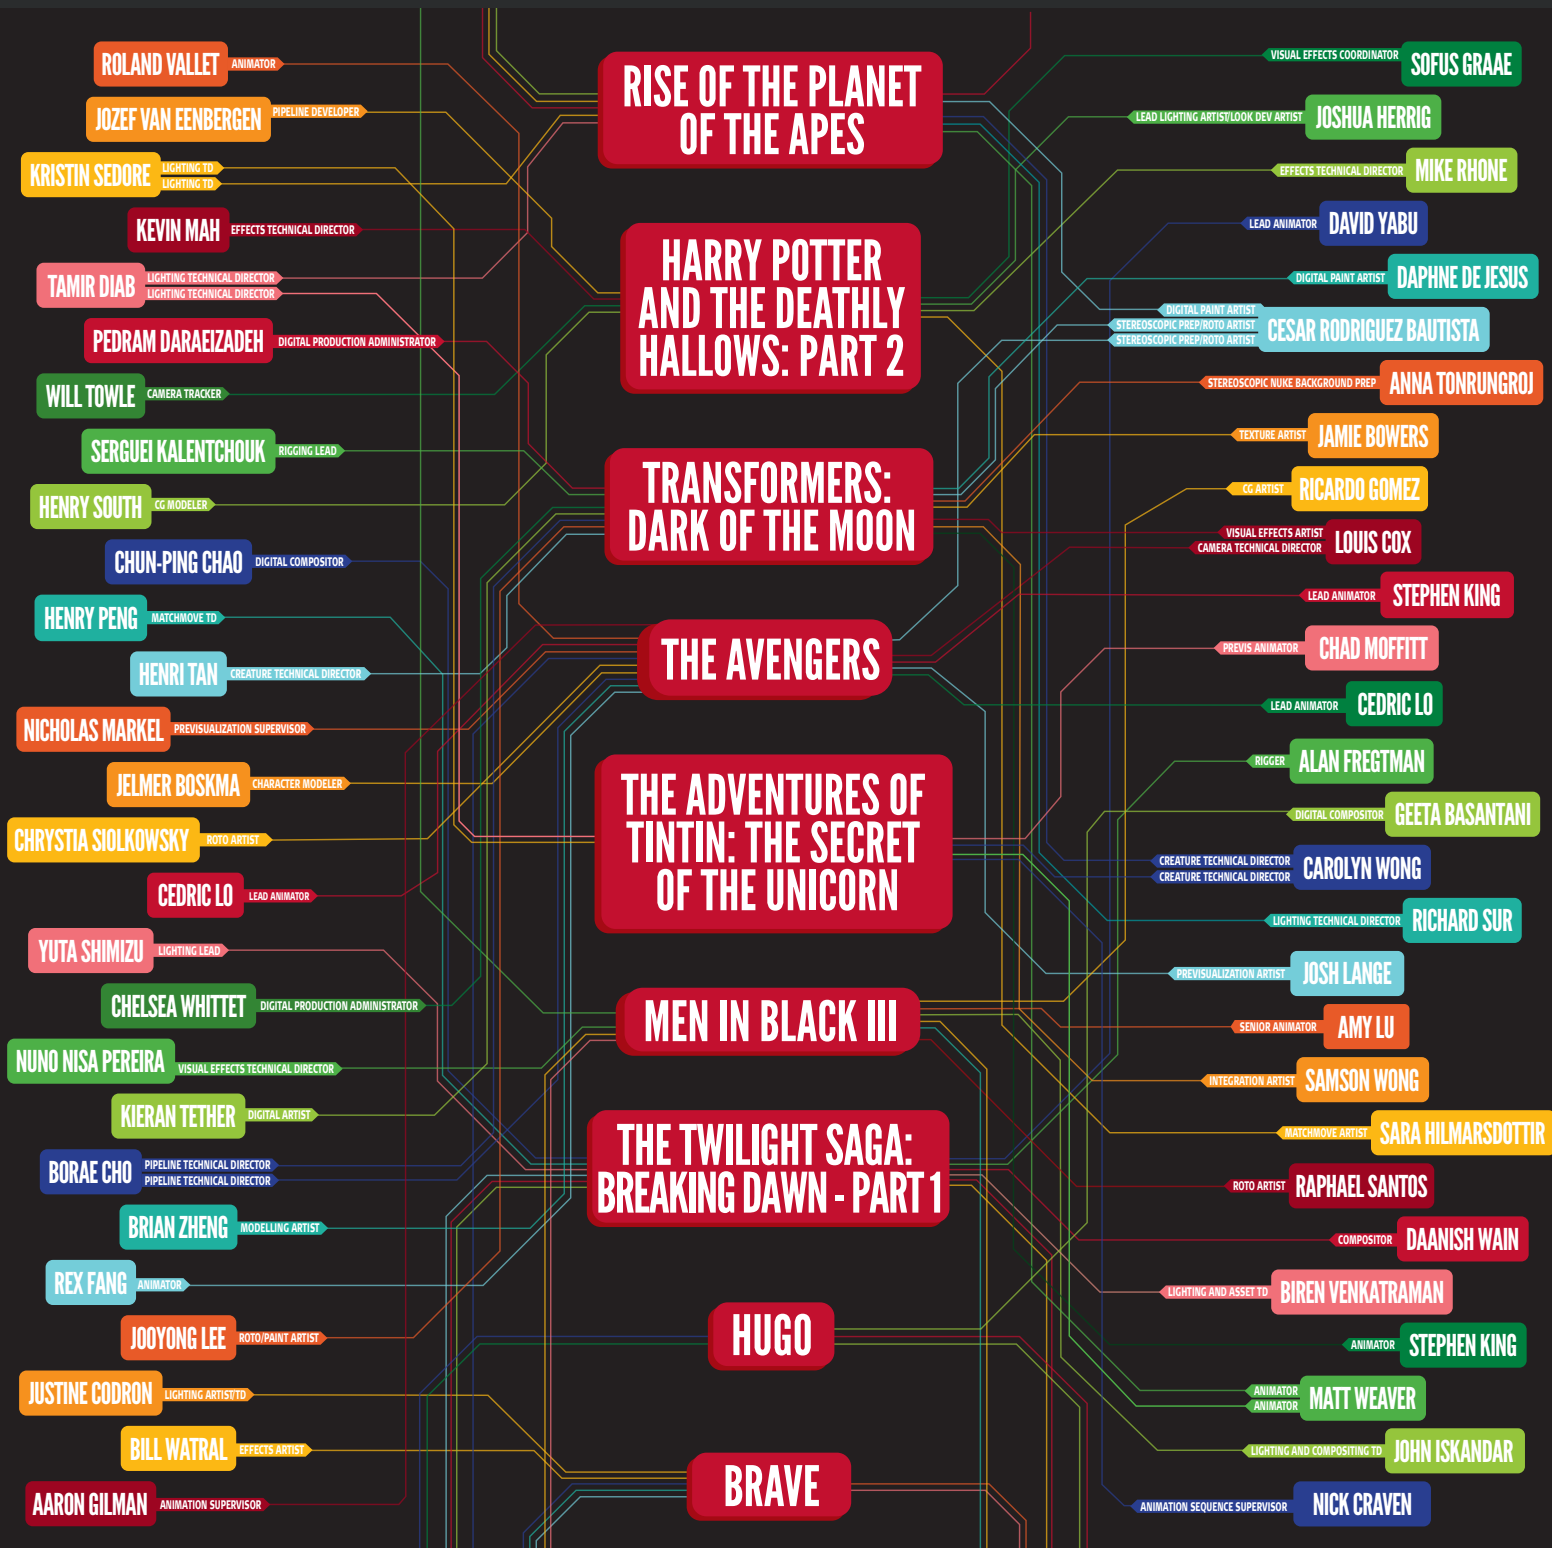 ROLAND VALLET
ANIMATOR
JOZEF VAN EENBERGEN
PIPELINE DEVELOPER
KRISTIN SEDORE
LIGHTING TD
LIGHTING TD
KEVIN MAH
EFFECTS TECHNICAL DIRECTOR
TAMIR DIAB
LIGHTING TECHNICAL DIRECTOR
LIGHTING TECHNICAL DIRECTOR
PEDRAM DARAEIZADEH
DIGITAL PRODUCTION ADMINISTRATOR
WILL TOWLE
CAMERA TRACKER
SERGUEI KALENTCHOUK
RIGGING LEAD
HENRY SOUTH
CG MODELER
CHUN-PING CHAO
DIGITAL COMPOSITOR
HENRY PENG
MATCHMOVE TD
HENRI TAN
CREATURE TECHNICAL DIRECTOR
NICHOLAS MARKEL
PREVISUALIZATION SUPERVISOR
JELMER BOSKMA
CHARACTER MODELER
CHRYSTIA SIOLKOWSKY
ROTO ARTIST
CEDRIC LO
LEAD ANIMATOR
YUTA SHIMIZU
LIGHTING LEAD
CHELSEA WHITTET
DIGITAL PRODUCTION ADMINISTRATOR
NUNO NISA PEREIRA
VISUAL EFFECTS TECHNICAL DIRECTOR
KIERAN TETHER
DIGITAL ARTIST
BORAE CHO
PIPELINE TECHNICAL DIRECTOR
PIPELINE TECHNICAL DIRECTOR
BRIAN ZHENG
MODELLING ARTIST
REX FANG
ANIMATOR
JOOYONG LEE
ROTO/PAINT ARTIST
JUSTINE CODRON
LIGHTING ARTIST/TD
BILL WATRAL
EFFECTS ARTIST
AARON GILMAN
ANIMATION SUPERVISOR
RISE OF THE PLANET
OF THE APES
HARRY POTTER
AND THE DEATHLY
HALLOWS: PART 2
TRANSFORMERS:
DARK OF THE MOON
THE AVENGERS
THE ADVENTURES OF
TINTIN: THE SECRET
OF THE UNICORN
MEN IN BLACK III
THE TWILIGHT SAGA:
BREAKING DAWN - PART 1
HUGO
BRAVE
VISUAL EFFECTS COORDINATOR
SOFUS GRAAE
LEAD LIGHTING ARTIST/LOOK DEV ARTIST
JOSHUA HERRIG
EFFECTS TECHNICAL DIRECTOR
MIKE RHONE
LEAD ANIMATOR
DAVID YABU
DIGITAL PAINT ARTIST
DAPHNE DE JESUS
DIGITAL PAINT ARTIST
STEREOSCOPIC PREP/ROTO ARTIST
STEREOSCOPIC PREP/ROTO ARTIST
CESAR RODRIGUEZ BAUTISTA
STEREOSCOPIC NUKE BACKGROUND PREP
ANNA TONRUNGROJ
TEXTURE ARTIST
JAMIE BOWERS
CG ARTIST
RICARDO GOMEZ
VISUAL EFFECTS ARTIST
CAMERA TECHNICAL DIRECTOR
LOUIS COX
LEAD ANIMATOR
STEPHEN KING
PREVIS ANIMATOR
CHAD MOFFITT
LEAD ANIMATOR
CEDRIC LO
RIGGER
ALAN FREGTMAN
DIGITAL COMPOSITOR
GEETA BASANTANI
CREATURE TECHNICAL DIRECTOR
CREATURE TECHNICAL DIRECTOR
CAROLYN WONG
LIGHTING TECHNICAL DIRECTOR
RICHARD SUR
PREVISUALIZATION ARTIST
JOSH LANGE
SENIOR ANIMATOR
AMY LU
INTEGRATION ARTIST
SAMSON WONG
MATCHMOVE ARTIST
SARA HILMARSDOTTIR
ROTO ARTIST
RAPHAEL SANTOS
COMPOSITOR
DAANISH WAIN
LIGHTING AND ASSET TD
BIREN VENKATRAMAN
ANIMATOR
STEPHEN KING
ANIMATOR
ANIMATOR
MATT WEAVER
LIGHTING AND COMPOSITING TD
JOHN ISKANDAR
ANIMATION SEQUENCE SUPERVISOR
NICK CRAVEN